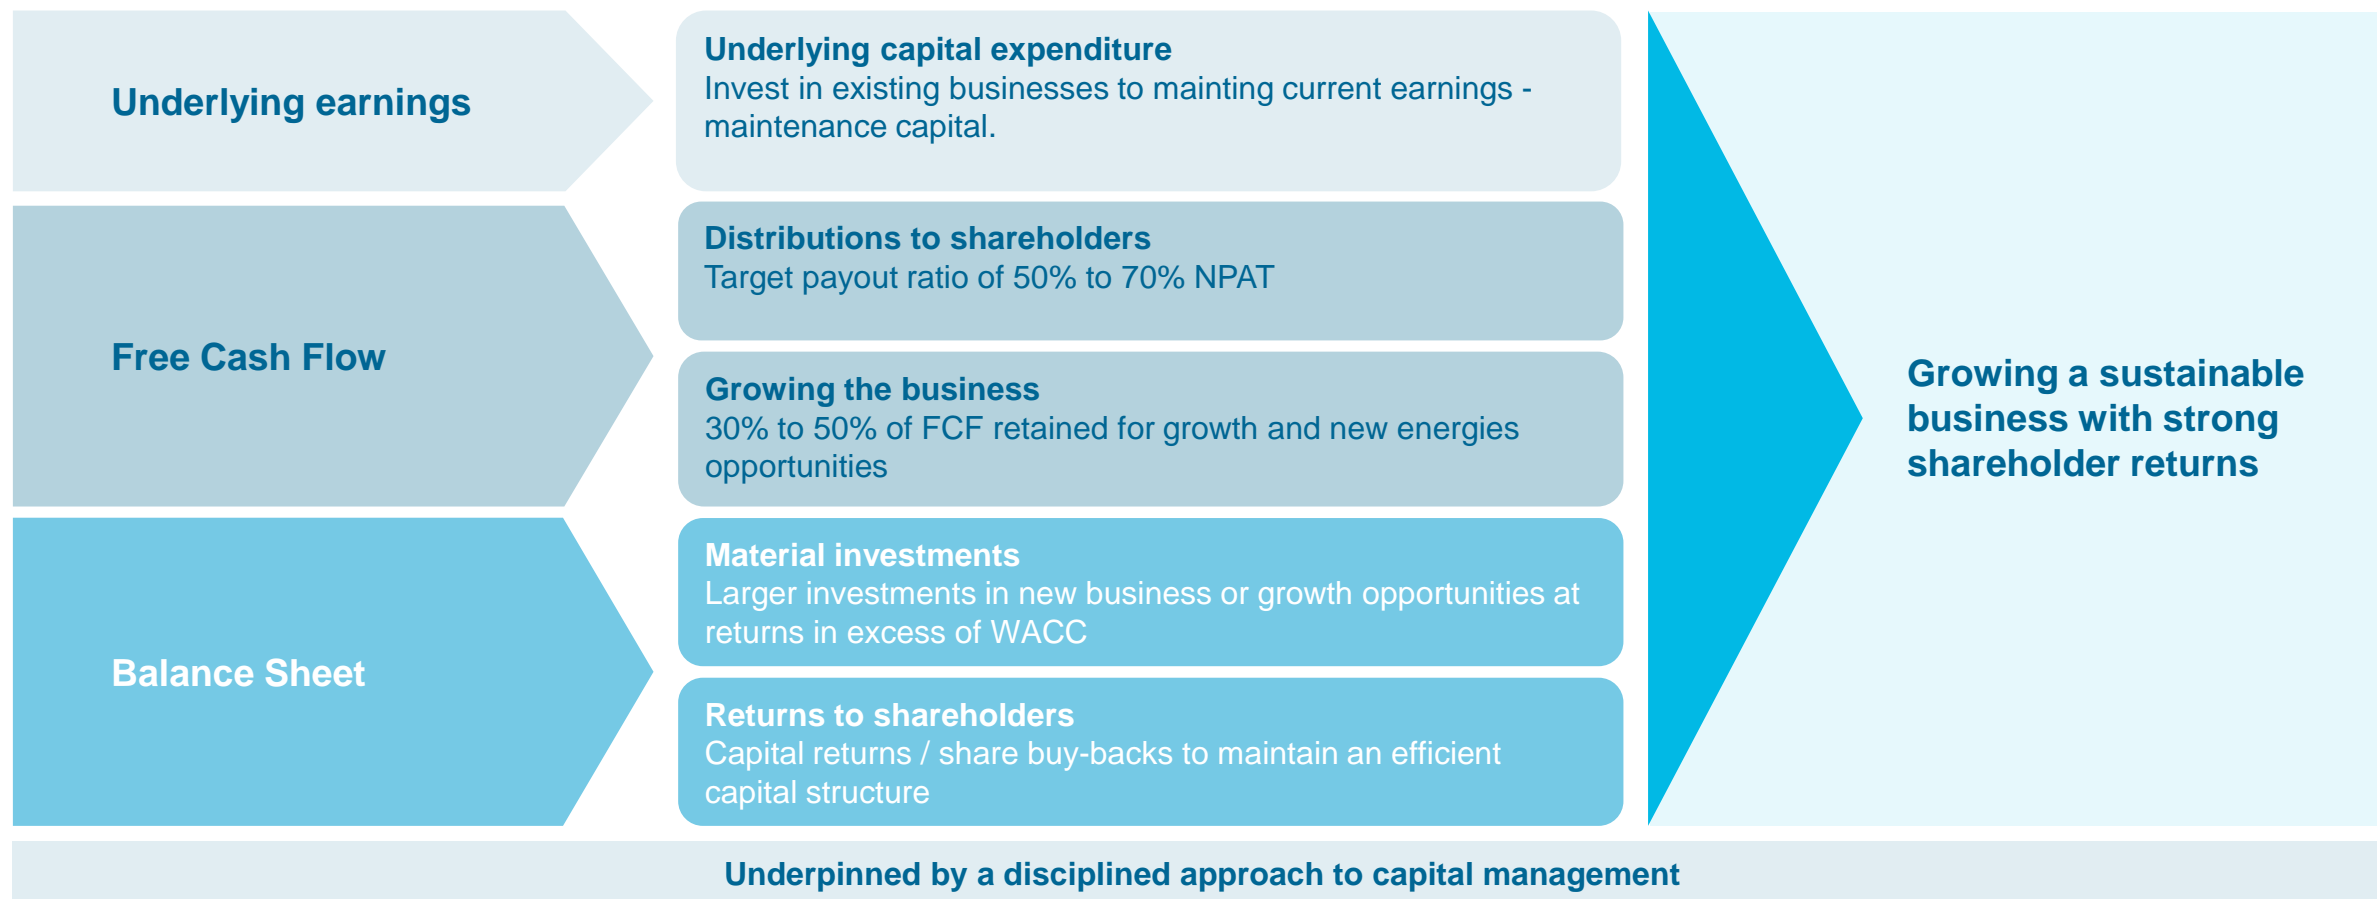 Underlying earnings
Underlying capital expenditure
Invest in existing businesses to mainting current earnings -
maintenance capital.
Free Cash Flow
Distributions to shareholders
Target payout ratio of 50% to 70% NPAT
Growing the business
30% to 50% of FCF retained for growth and new energies
opportunities
Balance Sheet
Material investments
Larger investments in new business or growth opportunities at
returns in excess of WACC
Returns to shareholders
Capital returns / share buy-backs to maintain an efficient
capital structure
Growing a sustainable
business with strong
shareholder returns
Underpinned by a disciplined approach to capital management